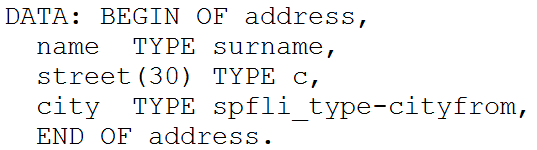 DATA: BEGIN OF address,
name TYPE surname,
street(30) TYPE c,
city TYPE spfli_type-cityfrom,
END OF address.